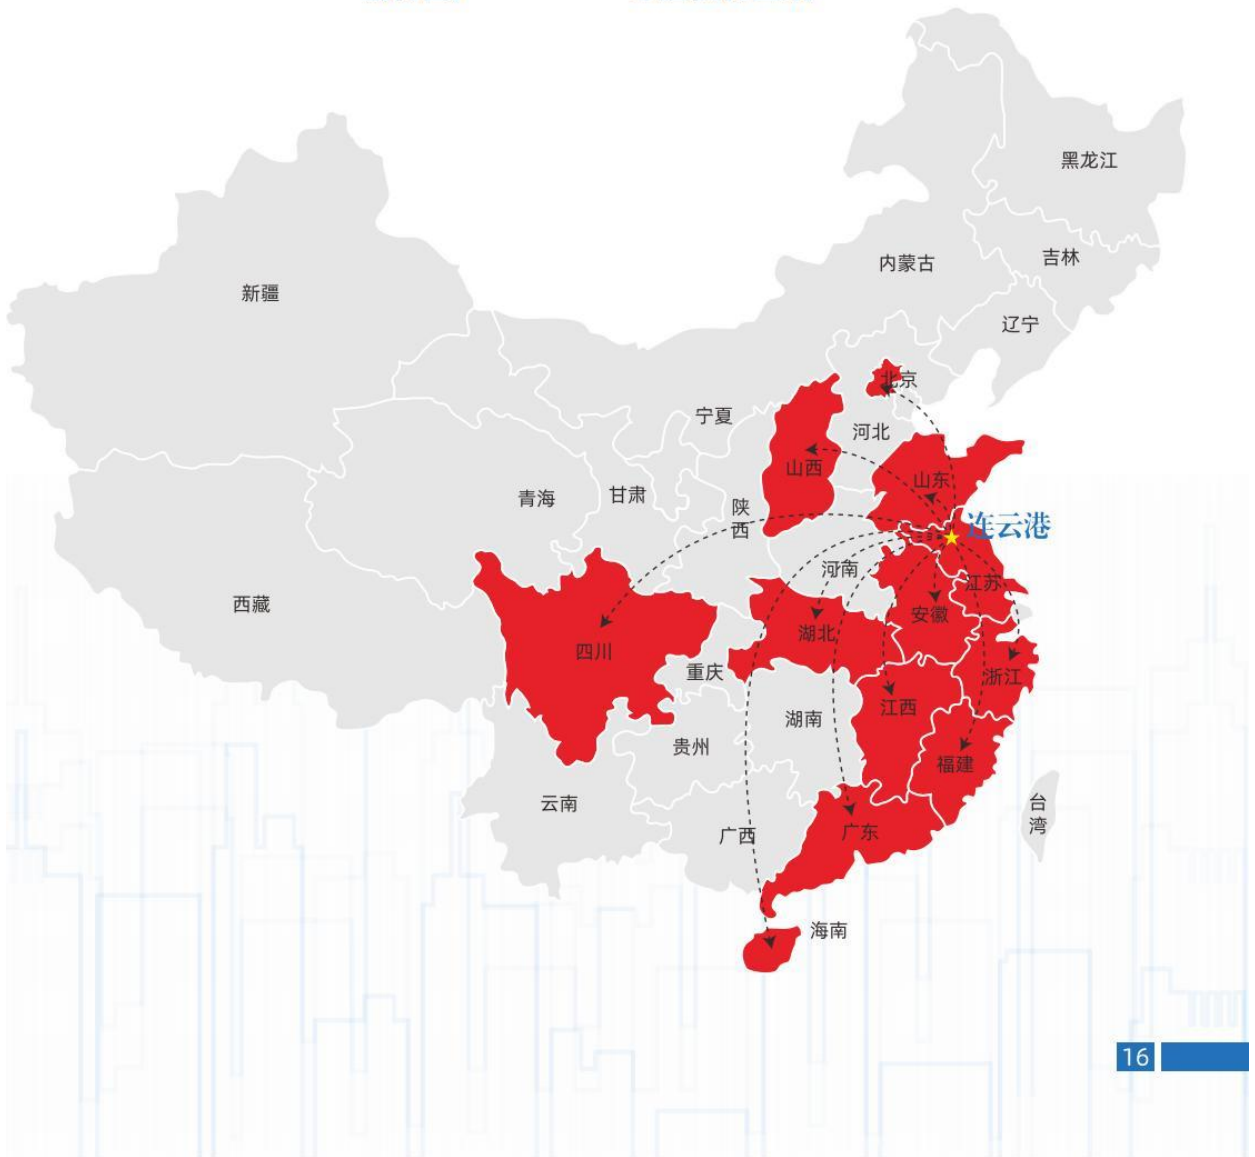 黑龙江
内蒙古
吉林
新疆
辽宁
北京
宁夏
河北
山西
山东
青海
甘肃
陕
西
连云港
河南
江苏
西藏
安徽
湖北
四川
重庆
浙江
江西
湖南
贵州
福建
云南
台
湾
广西
广东
海南
16